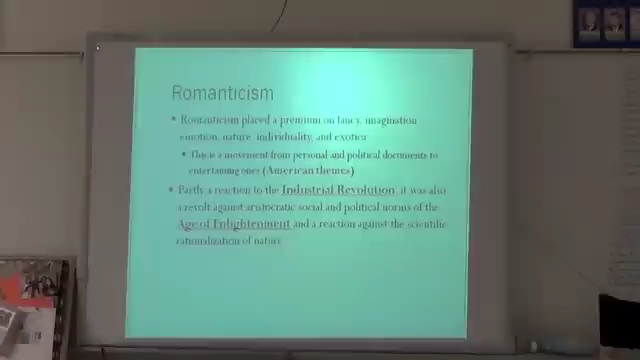 Romanticism
• Romanticism placed a premium on fancy, imagination
emotion, nature, individuality, and exotica
• This is a movement from personal and political documents to
entertaining ones (American themes)
• Partly a reaction to the Industrial Revolution, it was also
a revolt against aristocratic social and political norms of the
Age of Enlightenment and a reaction against the scientific
rationalization of nature